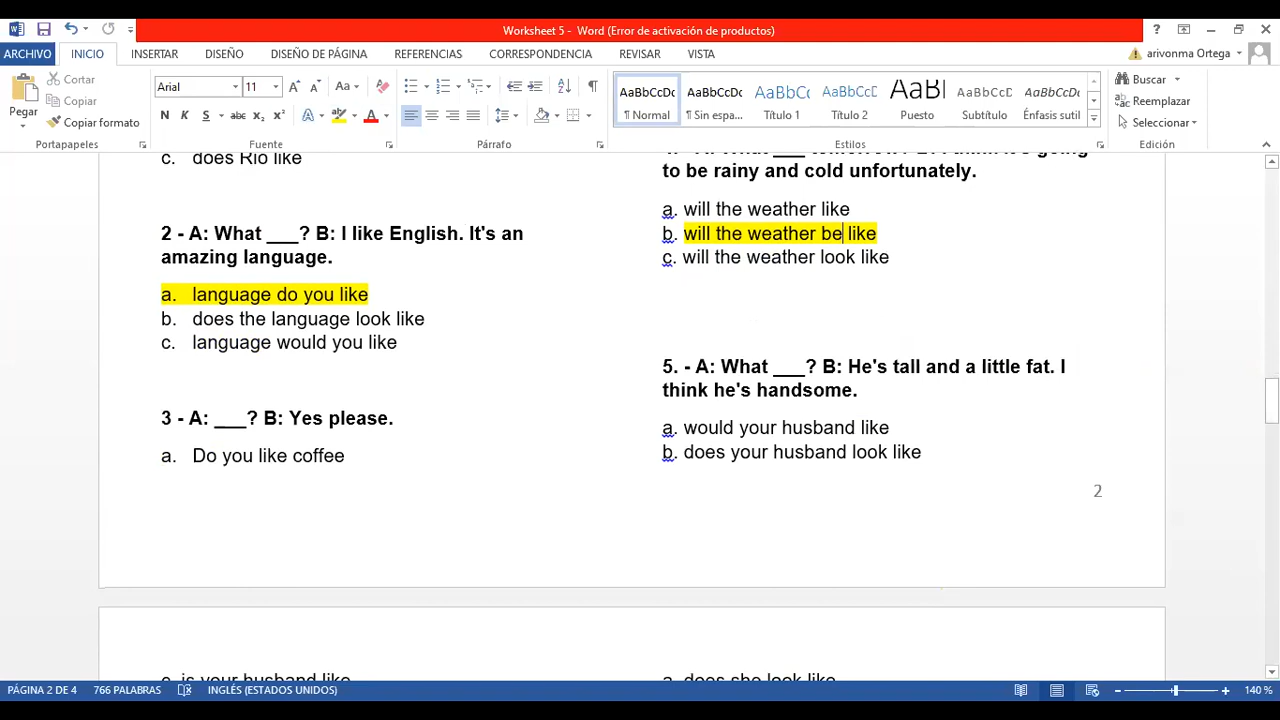 Worksheet 5 - Word (Error de activación de productos)
ARCHIVO INICIO INSERTAR DISEÑO DISEÑO DE PÁGINA REFERENCIAS CORRESPONDENCIA REVISAR VISTA
arivonma Ortega
Pegar
Cortar
Copiar
Copiar formato
Portapapeles
Arial 11
N K S abc x₂ x²
Fuente
Párrafo
AaBbCcDc
¶ Normal
AaBbCcDc
¶ Sin espa...
AaBbCc
Título 1
AaBbCcC
Título 2
AaBbI
Puesto
AaBbCcD
Subtítulo
AaBbCcDc
Énfasis sutil
Estilos
Buscar
Reemplazar
Seleccionar
Edición
c. does Rio like
2 - A: What ___? B: I like English. It's an
amazing language.
a. language do you like
b. does the language look like
c. language would you like
3 - A: ___? B: Yes please.
a. Do you like coffee
to be rainy and cold unfortunately.
a. will the weather like
b. will the weather be like
c. will the weather look like
5. - A: What ___? B: He's tall and a little fat. I
think he's handsome.
a. would your husband like
b. does your husband look like
2
c. is your husband like
a. does she look like
PÁGINA 2 DE 4 766 PALABRAS INGLÉS (ESTADOS UNIDOS) 140 %